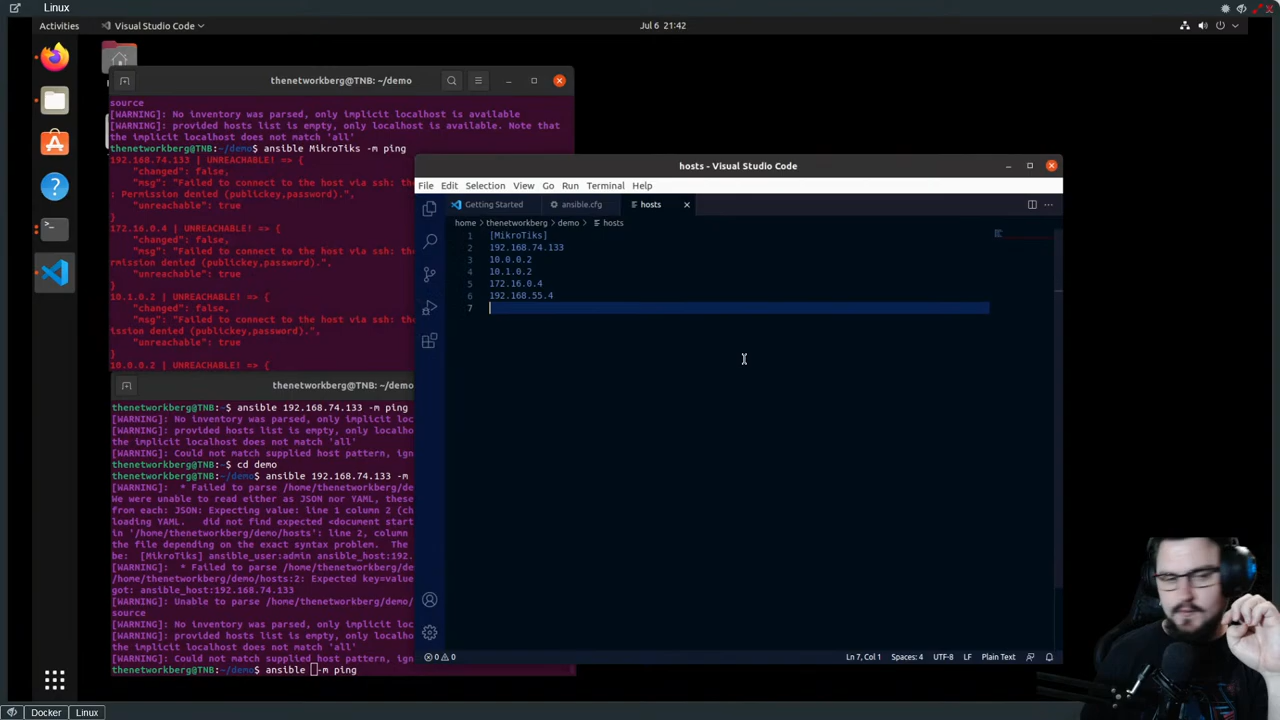 Linux
Activities
Visual Studio Code
Jul 6 21:42
thenetworkberg@TNB: ~/demo
source
[WARNING]: No inventory was parsed, only implicit localhost is available
[WARNING]: provided hosts list is empty, only localhost is available. Note that
the implicit localhost does not match 'all'
thenetworkberg@TNB:~/demo$ ansible MikroTiks -m ping
192.168.74.133 | UNREACHABLE! => {
"changed": false,
"msg": "Failed to connect to the host via ssh: the
: Permission denied (publickey,password).",
"unreachable": true
}
172.16.0.4 | UNREACHABLE! => {
"changed": false,
"msg": "Failed to connect to the host via ssh:
rmission denied (publickey,password).",
"unreachable": true
}
10.1.0.2 | UNREACHABLE! => {
"changed": false,
"msg": "Failed to connect to the host via ssh:
ission denied (publickey,password).",
"unreachable": true
}
10.0.0.2 | UNREACHABLE! => {
thenetworkberg@TNB: ~/demo
thenetworkberg@TNB:~$ ansible 192.168.74.133 -m ping
[WARNING]: No inventory was parsed, only implicit loc
[WARNING]: provided hosts list is empty, only localho
the implicit localhost does not match 'all'
[WARNING]: Could not match supplied host pattern, ign
thenetworkberg@TNB:~$ cd demo
thenetworkberg@TNB:~/demo$ ansible 192.168.74.133 -m
[WARNING]:  * Failed to parse /home/thenetworkberg/de
We were unable to read either as JSON nor YAML, these
from each: JSON: Expecting value: line 1 column 2 (ch
loading YAML.   did not find expected <document start
in '/home/thenetworkberg/demo/hosts': line 2, column
the file depending on the exact syntax problem.  The
be:  [MikroTiks] ansible_user:admin ansible_host:192.
[WARNING]:  * Failed to parse /home/thenetworkberg/de
/home/thenetworkberg/demo/hosts:2: Expected key=value
got: ansible_host:192.168.74.133
[WARNING]: Unable to parse /home/thenetworkberg/demo/
source
[WARNING]: No inventory was parsed, only implicit loc
[WARNING]: provided hosts list is empty, only localho
the implicit localhost does not match 'all'
[WARNING]: Could not match supplied host pattern, ign
thenetworkberg@TNB:~/demo$ ansible -m ping
hosts - Visual Studio Code
File Edit Selection View Go Run Terminal Help
Getting Started
ansible.cfg
hosts
home > thenetworkberg > demo > hosts
1 [MikroTiks]
2 192.168.74.133
3 10.0.0.2
4 10.1.0.2
5 172.16.0.4
6 192.168.55.4
7
0 0
Ln 7, Col 1 Spaces: 4 UTF-8 LF Plain Text
Docker
Linux